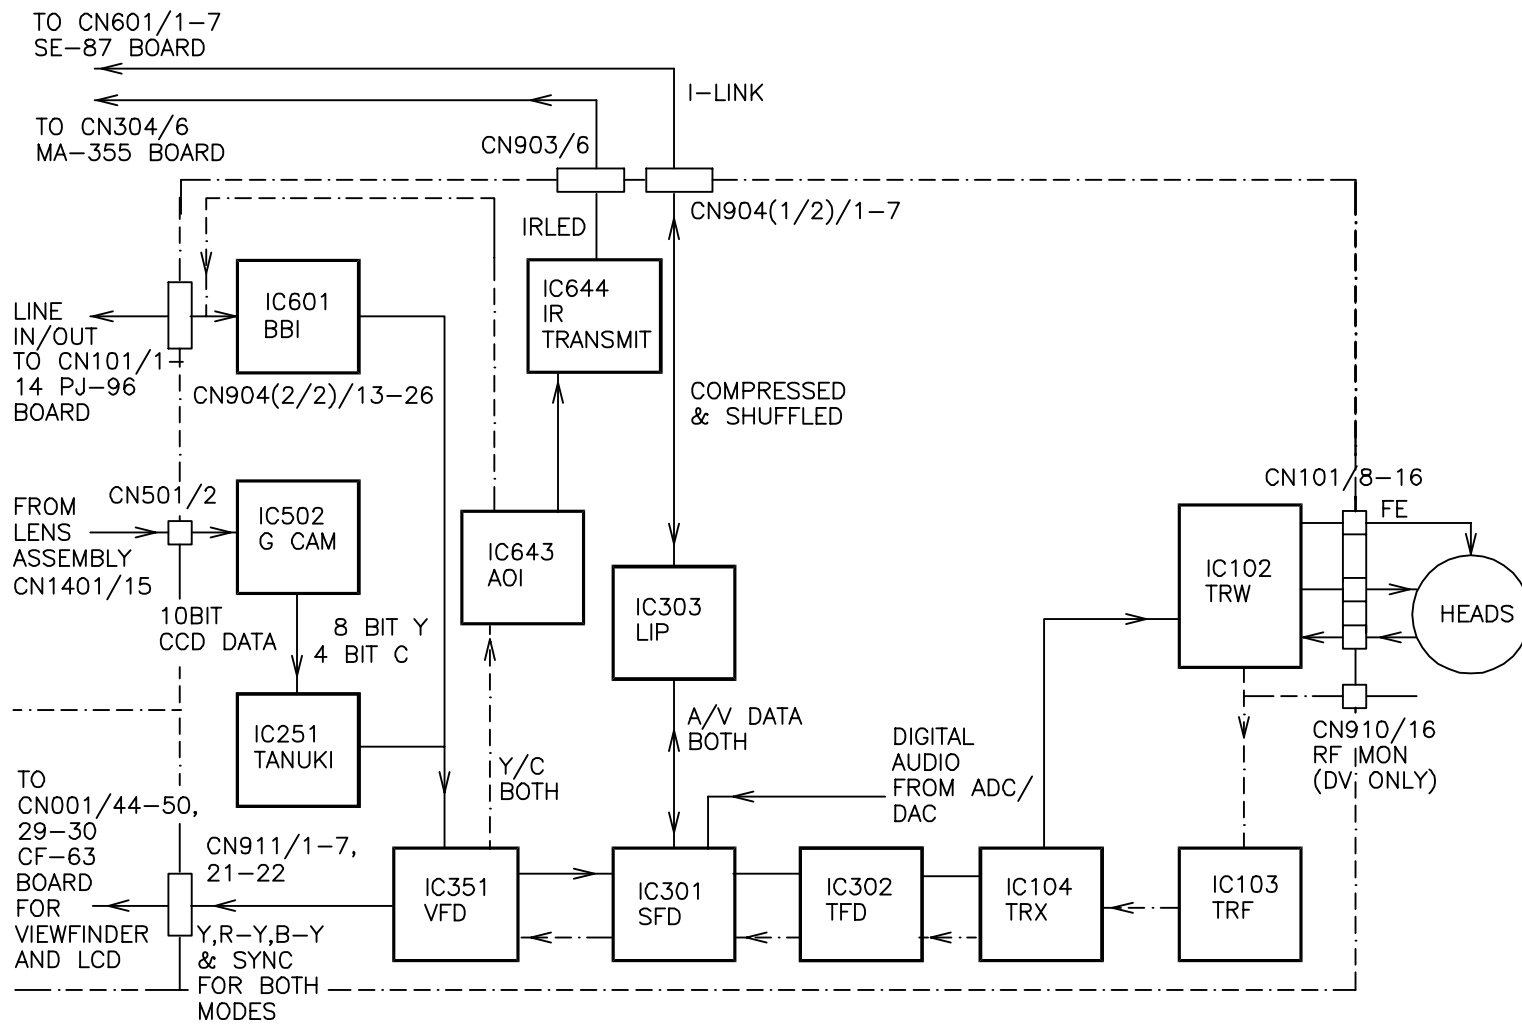 TO CN601/1-7
SE-87 BOARD
I-LINK
TO CN304/6
MA-355 BOARD
CN903/6
CN904(1/2)/1-7
IRLED
IC601
BBI
IC644
IR
TRANSMIT
LINE
IN/OUT
TO CN101/1-
14 PJ-96
BOARD
CN904(2/2)/13-26
COMPRESSED
& SHUFFLED
CN501/2
FROM
LENS
ASSEMBLY
CN1401/15
IC502
G CAM
IC643
AOI
CN101/8-16
FE
IC102
TRW
HEADS
IC303
LIP
10BIT
CCD DATA
8 BIT Y
4 BIT C
IC251
TANUKI
A/V DATA
BOTH
Y/C
BOTH
DIGITAL
AUDIO
FROM ADC/
DAC
CN910/16
RF MON
(DV ONLY)
TO
CN001/44-50,
29-30
CF-63
BOARD
FOR
VIEWFINDER
AND LCD
CN911/1-7,
21-22
IC351
VFD
IC301
SFD
IC302
TFD
IC104
TRX
IC103
TRF
Y,R-Y,B-Y
& SYNC
FOR BOTH
MODES